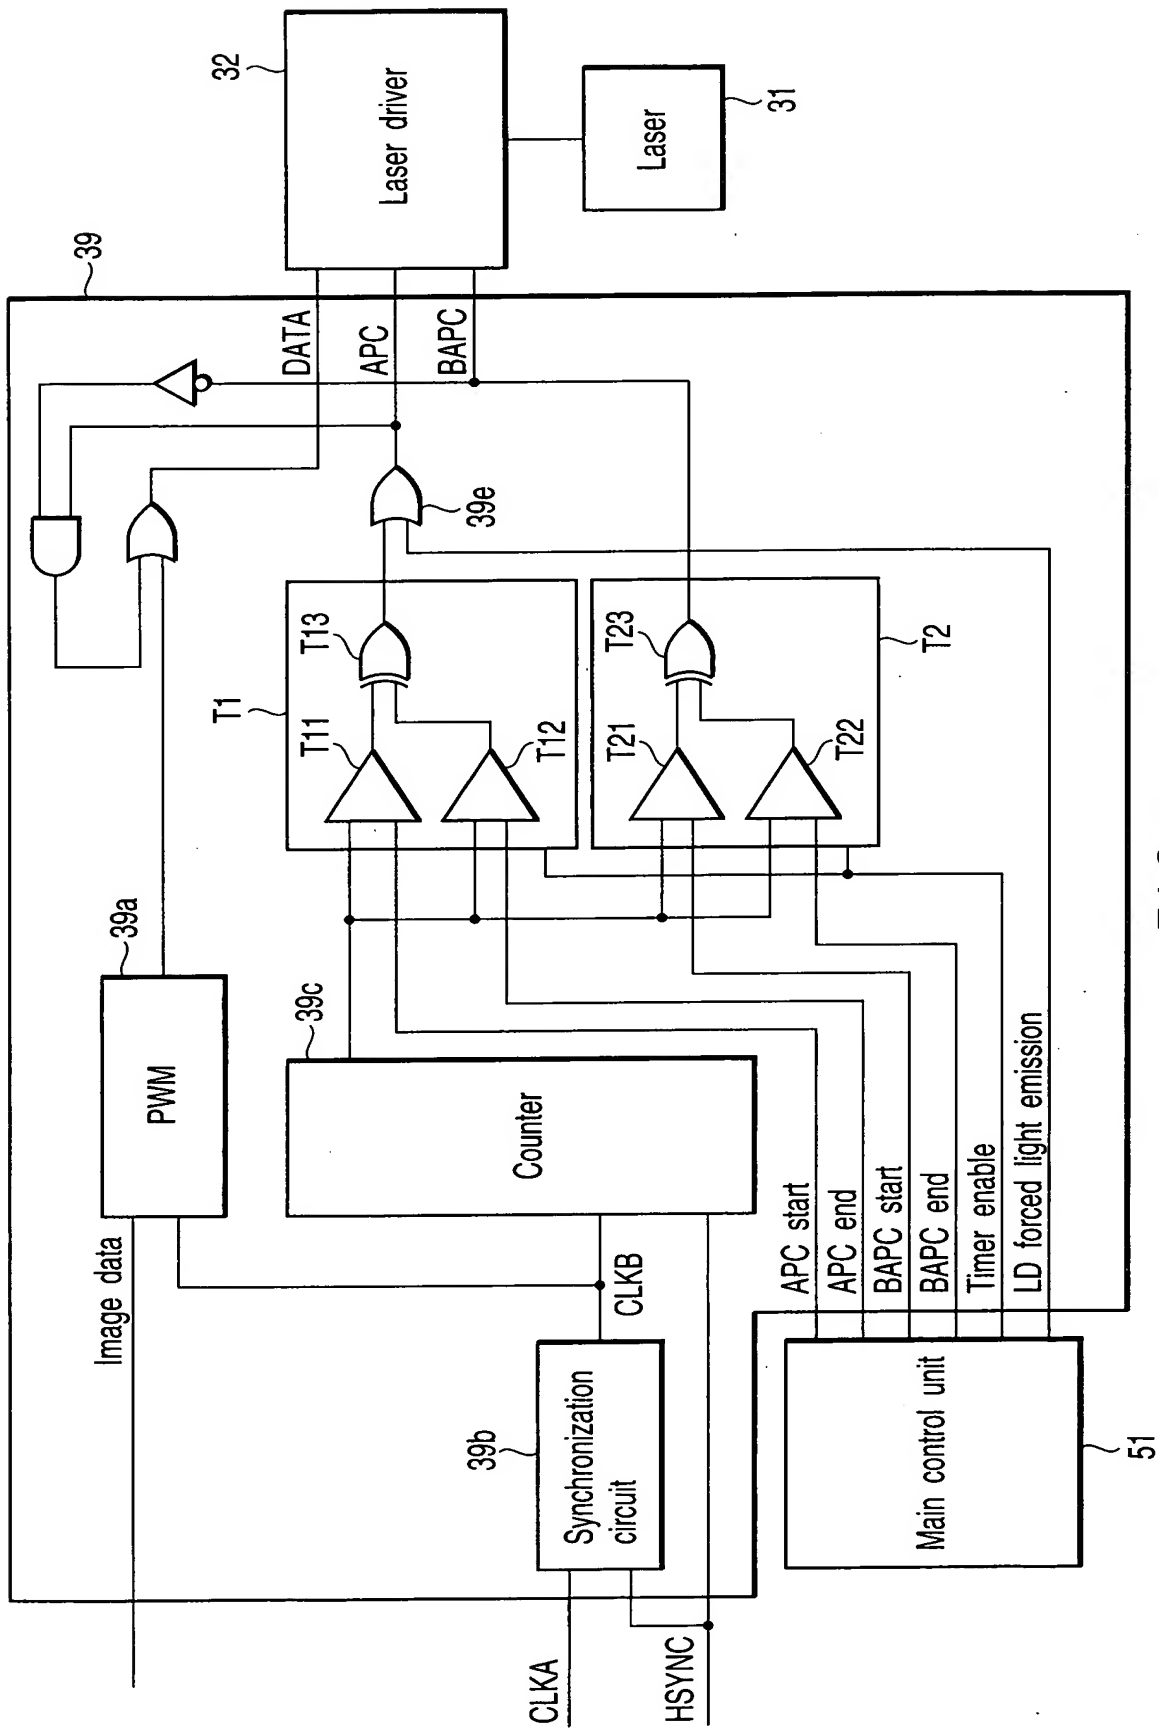 Image data
CLKA
HSYNC
39b
Synchronization
circuit
CLKB
39a
PWM
39c
Counter
Main control unit
51
APC start
APC end
BAPC start
BAPC end
Timer enable
LD forced light emission
T1
T11
T12
T13
T21
T22
T23
T2
39e
DATA
APC
BAPC
39
32
Laser driver
Laser
31